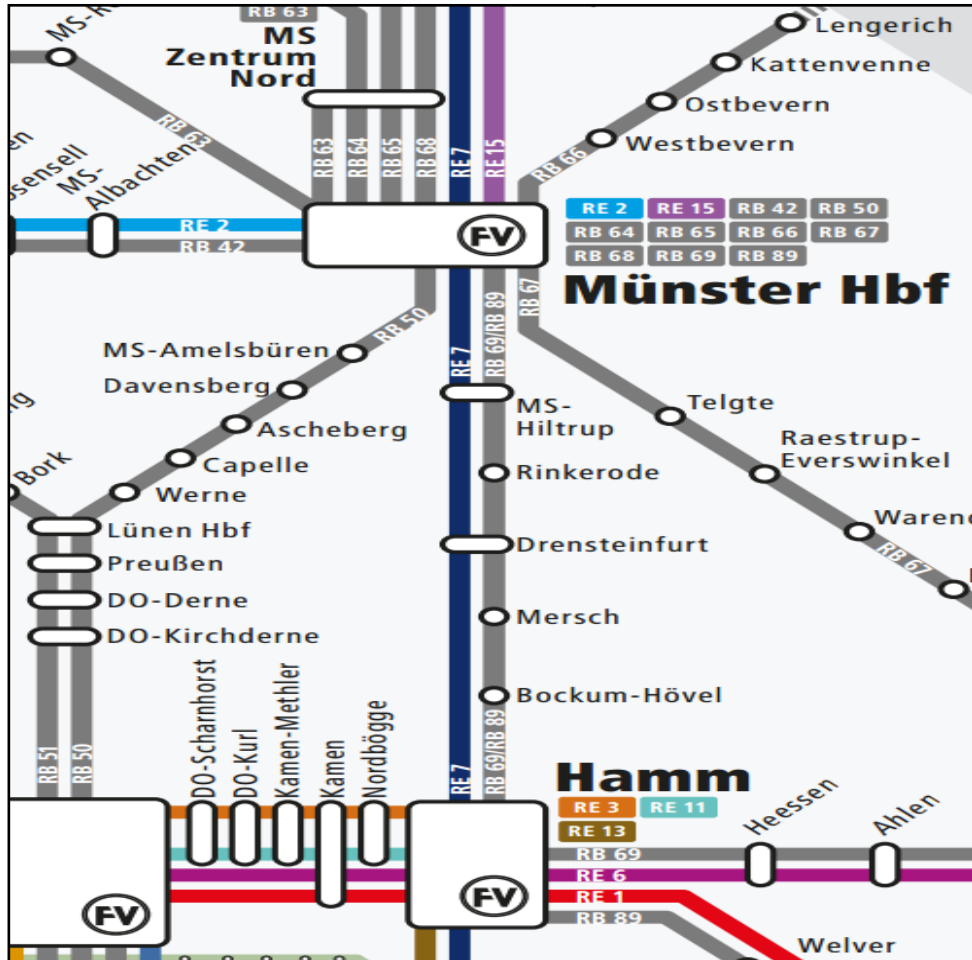 RB 63
MS
Zentrum
Nord
Lengerich
Kattenvenne
Ostbevern
Westbevern
RB 63
RB 63
RB 64
RB 65
RB 68
RE 7
RE 15
RB 66
MS-
Albachten
RE 2
RB 42
FV
RE 2 RE 15 RB 42 RB 50
RB 64 RB 65 RB 66 RB 67
RB 68 RB 69 RB 89
Münster Hbf
RB 50
RE 7
RB 69/RB 89
RB 67
MS-Amelsbüren
Davensberg
Ascheberg
Capelle
Werne
Bork
Lünen Hbf
Preußen
DO-Derne
DO-Kirchderne
MS-
Hiltrup
Rinkerode
Drensteinfurt
Mersch
Bockum-Hövel
Telgte
Raestrup-
Everswinkel
RB 67
RB 51
RB 50
DO-Scharnhorst
DO-Kurl
Kamen-Methler
Kamen
Nordbögge
RE 7
RB 69/RB 89
Hamm
RE 3 RE 11
RE 13
Heessen
Ahlen
RB 69
RE 6
RE 1
RB 89
FV
FV
Welver